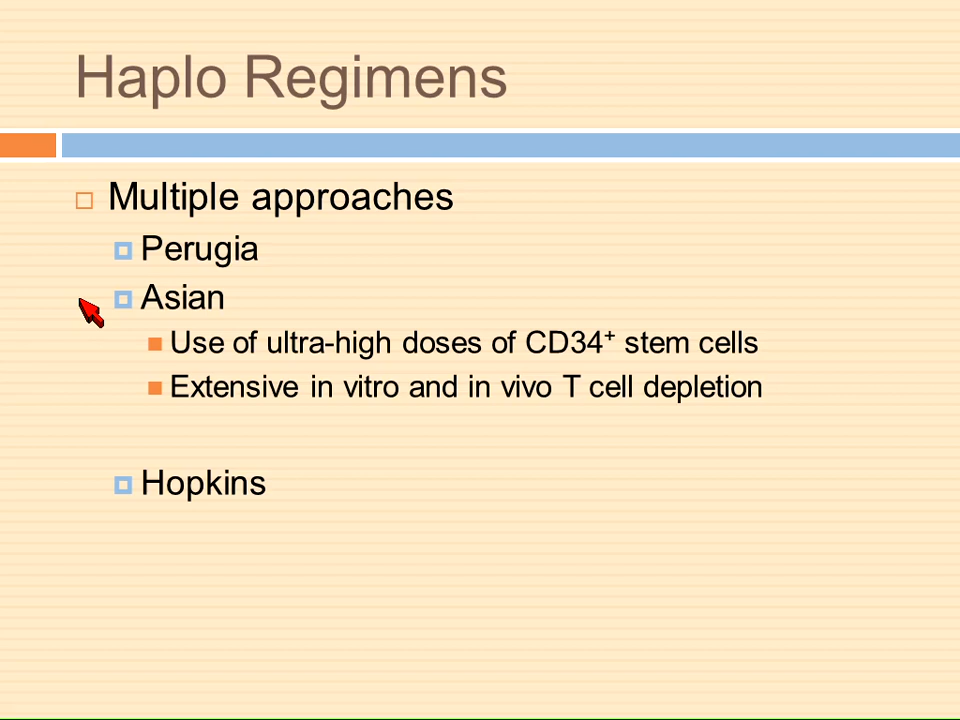 Haplo Regimens
Multiple approaches
Perugia
Asian
Use of ultra-high doses of CD34⁺ stem cells
Extensive in vitro and in vivo T cell depletion
Hopkins